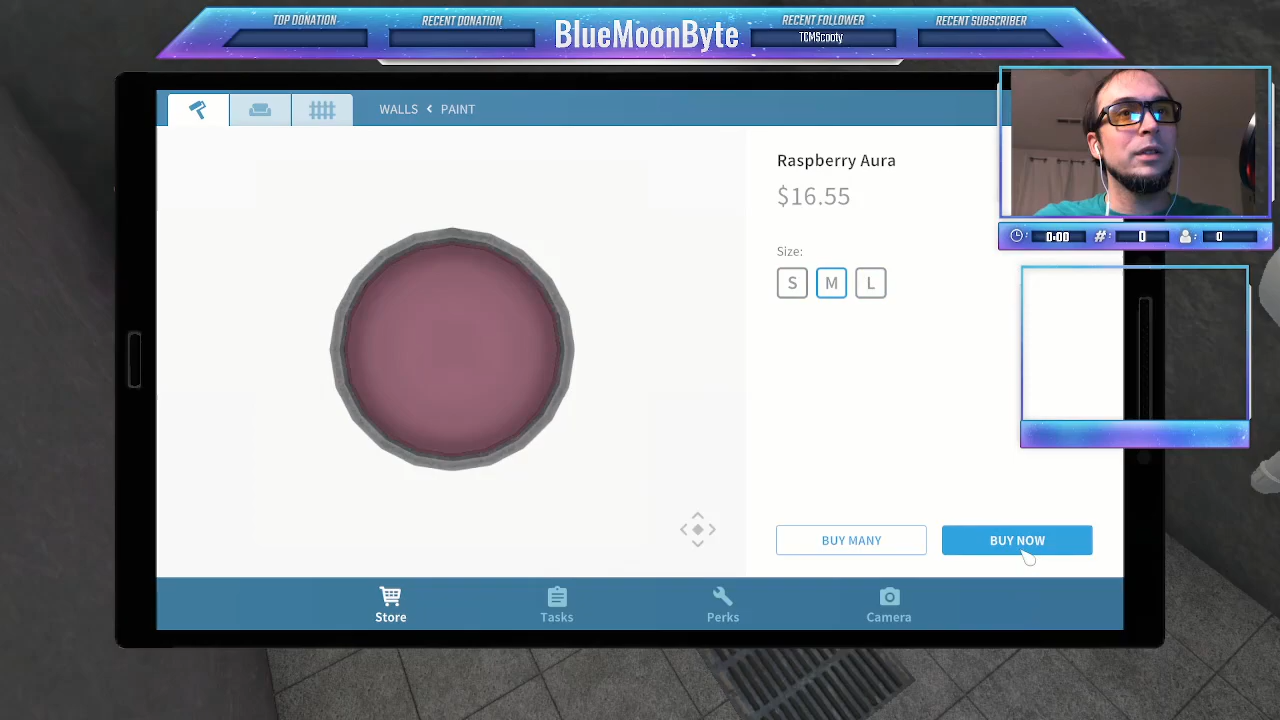 TOP DONATION
RECENT DONATION
BlueMoonByte
RECENT FOLLOWER
TCMScooty
RECENT SUBSCRIBER
WALLS < PAINT
Raspberry Aura
$16.55
Size:
S M L
0:00 #: 0 0
BUY MANY
BUY NOW
Store
Tasks
Perks
Camera